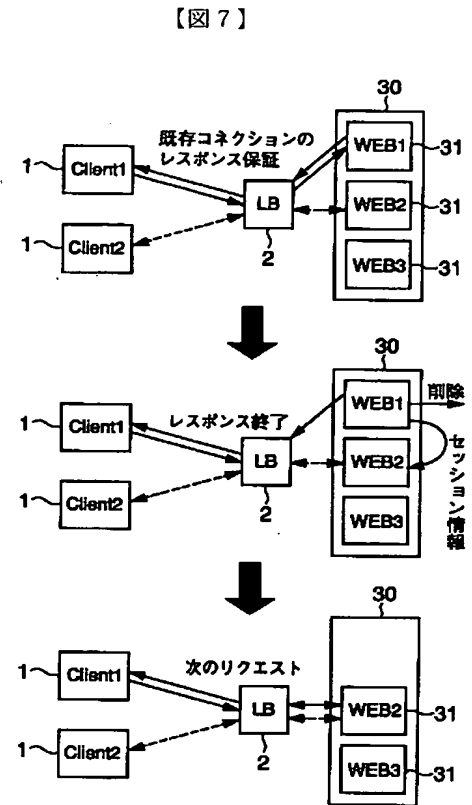 【図７】
30
既存コネクションの
レスポンス保証
1
Client1
LB
2
WEB1
31
WEB2
31
WEB3
31
1
Client2
30
レスポンス終了
1
Client1
LB
2
WEB1
削除
WEB2
WEB3
セッション情報
1
Client2
30
次のリクエスト
1
Client1
LB
2
WEB2
31
WEB3
31
1
Client2